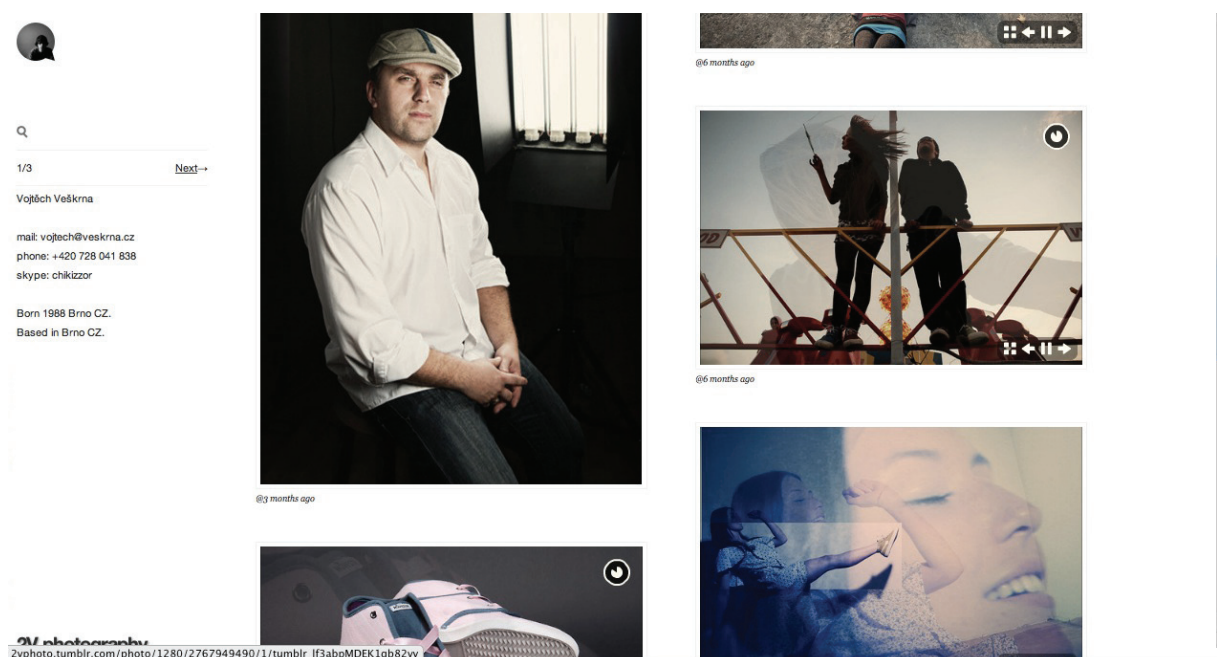 1/3
Next→
Vojtěch Veškrna
mail: vojtech@veskrna.cz
phone: +420 728 041 838
skype: chikizzor
Born 1988 Brno CZ.
Based in Brno CZ.
2V photography
2vphoto.tumblr.com/photo/1280/2767949490/1/tumblr_lf3abpMDEK1qb82vv
@3 months ago
@6 months ago
@6 months ago